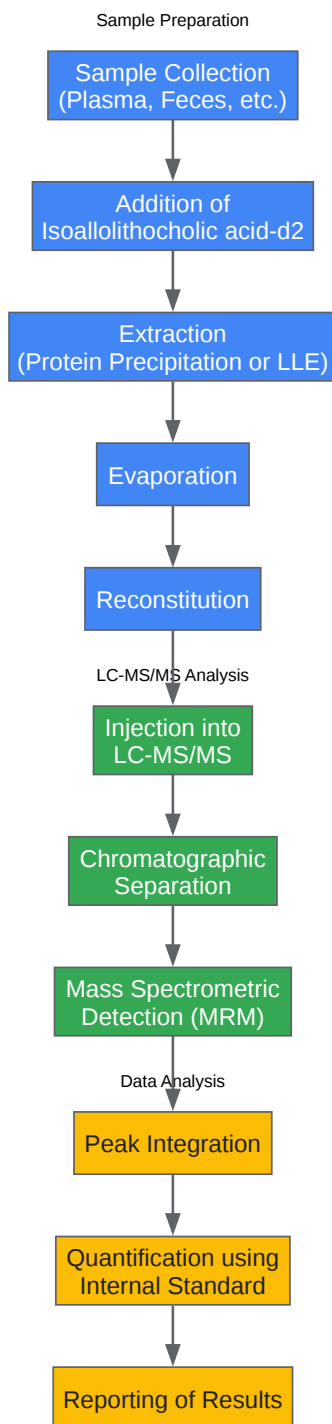 Sample Preparation
Sample Collection
(Plasma, Feces, etc.)
Addition of
Isoallolithocholic acid-d2
Extraction
(Protein Precipitation or LLE)
Evaporation
Reconstitution
LC-MS/MS Analysis
Injection into
LC-MS/MS
Chromatographic
Separation
Mass Spectrometric
Detection (MRM)
Data Analysis
Peak Integration
Quantification using
Internal Standard
Reporting of Results